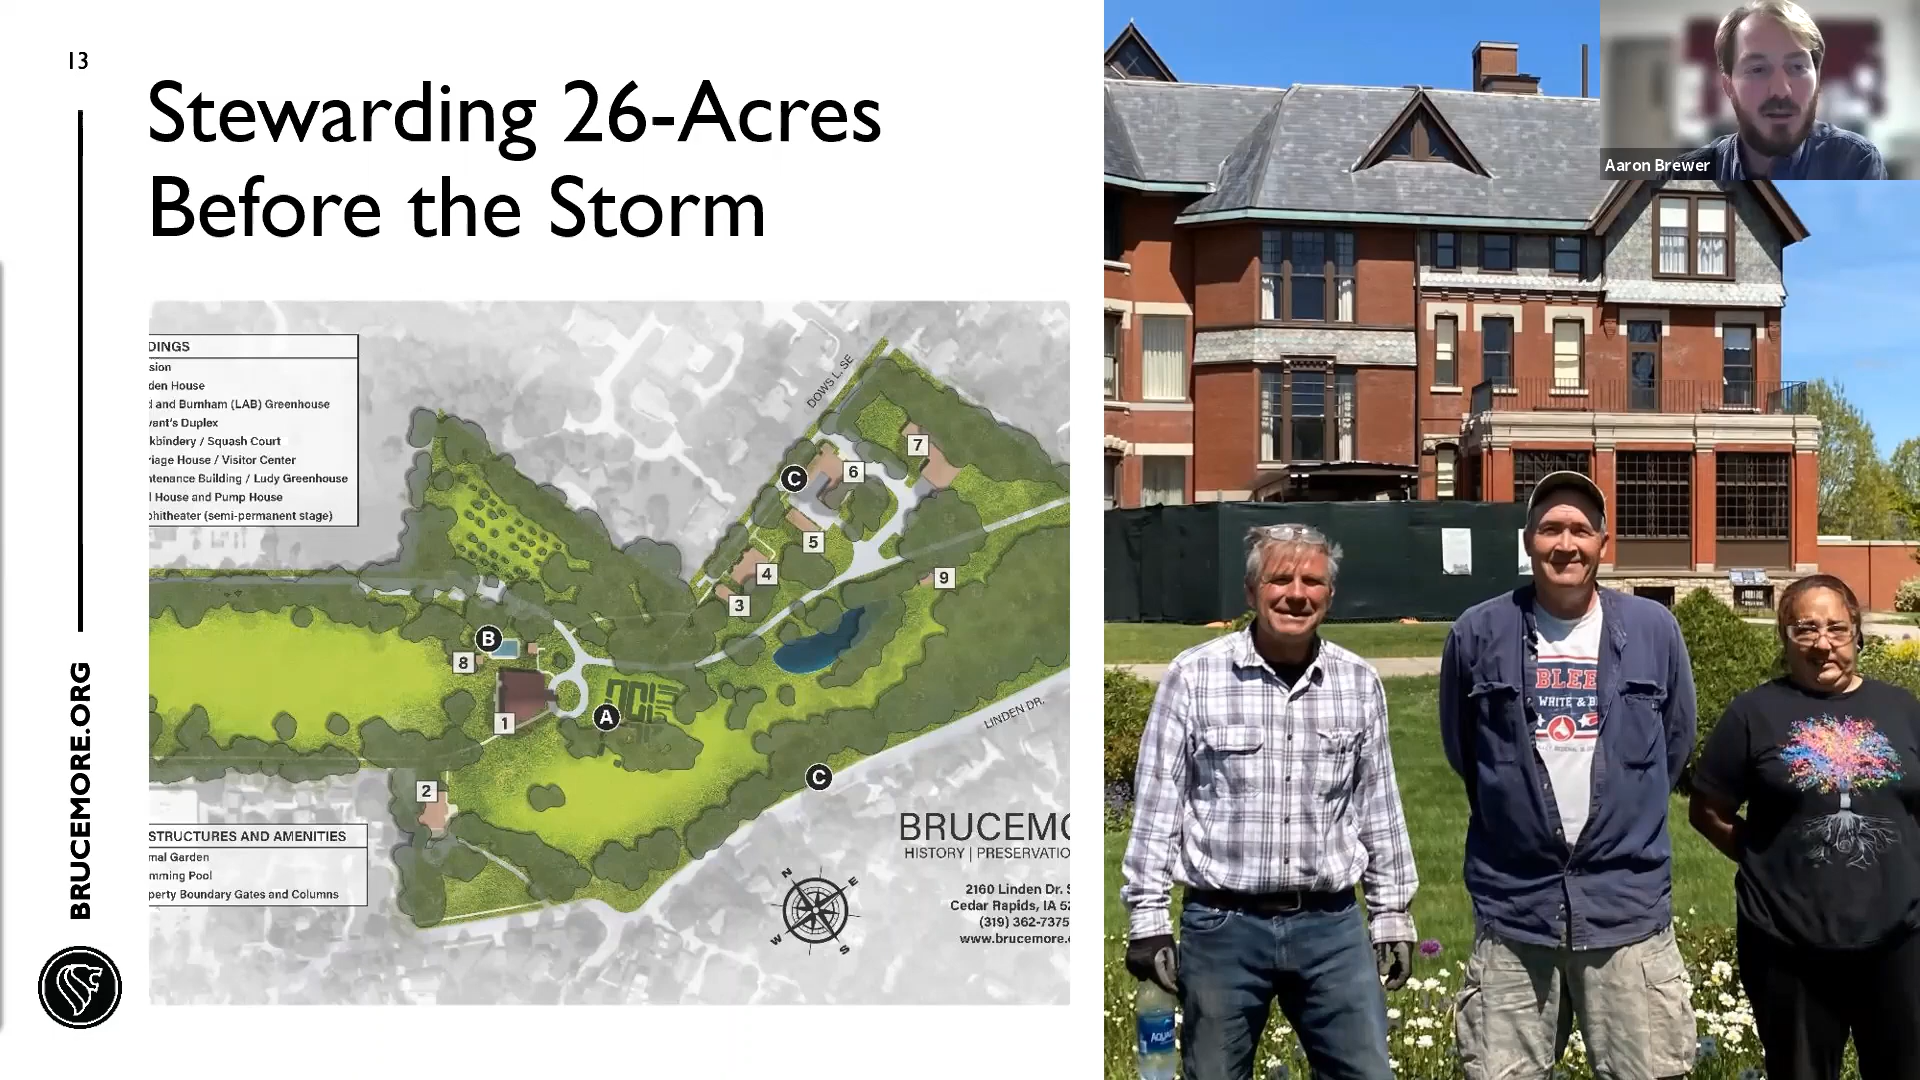 13
Stewarding 26-Acres
Before the Storm
DINGS
sion
den House
d and Burnham (LAB) Greenhouse
vant's Duplex
kbindery / Squash Court
riage House / Visitor Center
ntenance Building / Ludy Greenhouse
l House and Pump House
phitheater (semi-permanent stage)
DOWS L. SE
7
C
6
5
4
9
3
B
8
1
A
LINDEN DR.
C
2
STRUCTURES AND AMENITIES
mal Garden
mming Pool
perty Boundary Gates and Columns
N
E
W
S
BRUCEMO
HISTORY | PRESERVATIO
2160 Linden Dr. S
Cedar Rapids, IA 52
(319) 362-7375
www.brucemore.
BRUCEMORE.ORG
Aaron Brewer
BLEE
WHITE & B
AQUA